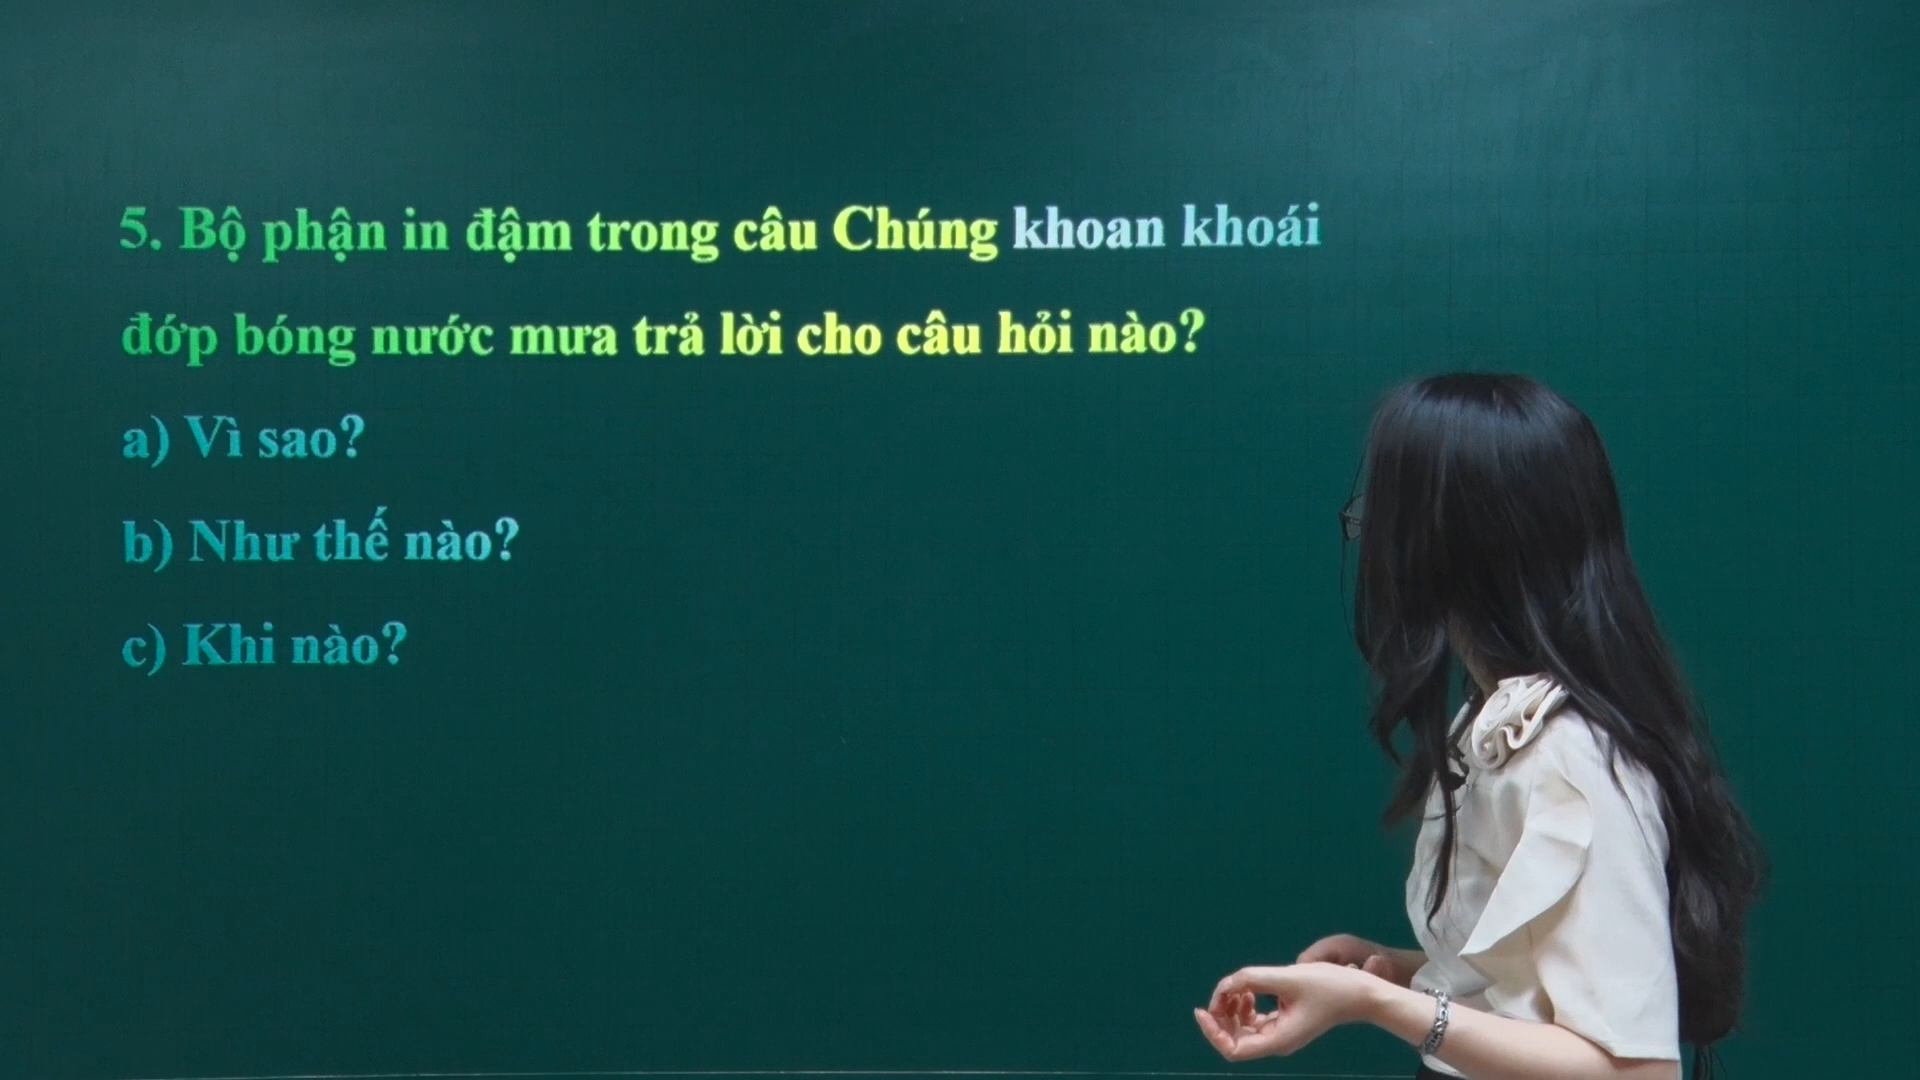 5. Bộ phận in đậm trong câu Chúng khoan khoái
đớp bóng nước mưa trả lời cho câu hỏi nào?
a) Vì sao?
b) Như thế nào?
c) Khi nào?